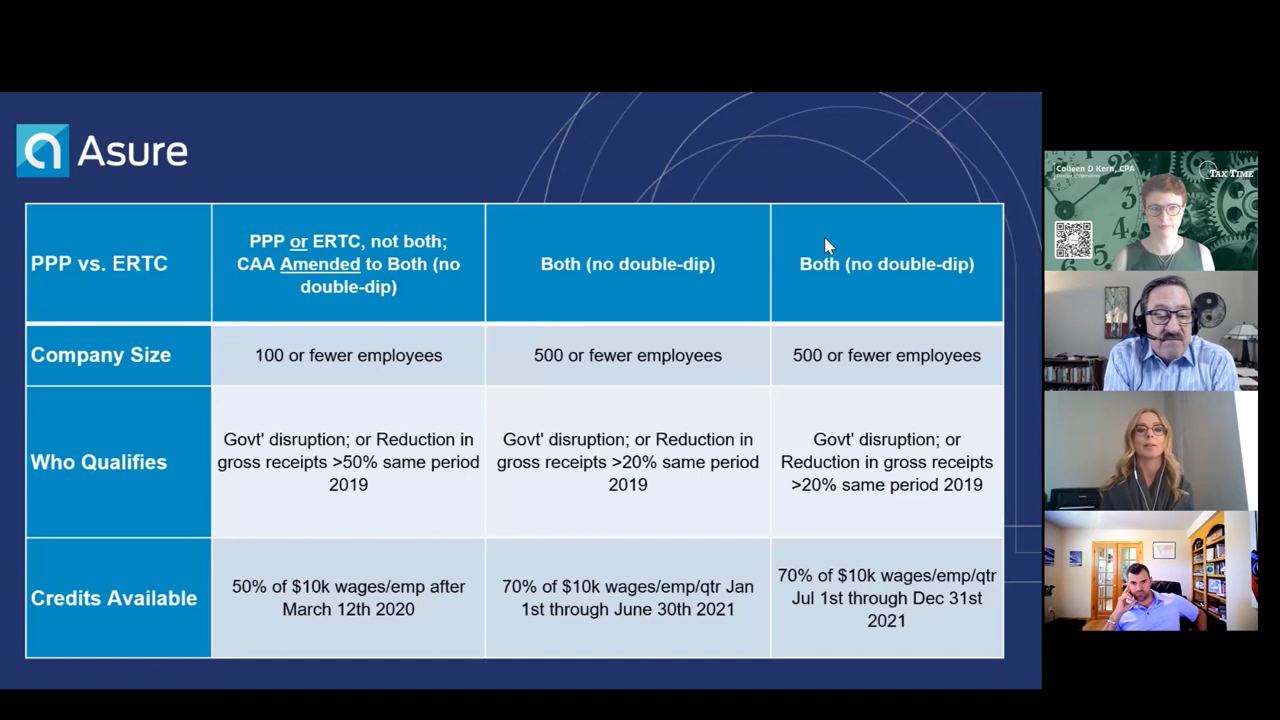 Asure
PPP vs. ERTC
PPP or ERTC, not both;
CAA Amended to Both (no
double-dip)
Both (no double-dip)
Both (no double-dip)
Company Size
100 or fewer employees
500 or fewer employees
500 or fewer employees
Who Qualifies
Govt' disruption; or Reduction in
gross receipts >50% same period
2019
Govt' disruption; or Reduction in
gross receipts >20% same period
2019
Govt' disruption; or
Reduction in gross receipts
>20% same period 2019
Credits Available
50% of $10k wages/emp after
March 12th 2020
70% of $10k wages/emp/qtr Jan
1st through June 30th 2021
70% of $10k wages/emp/qtr
Jul 1st through Dec 31st
2021
Colleen D Kern, CPA
TAX TIME